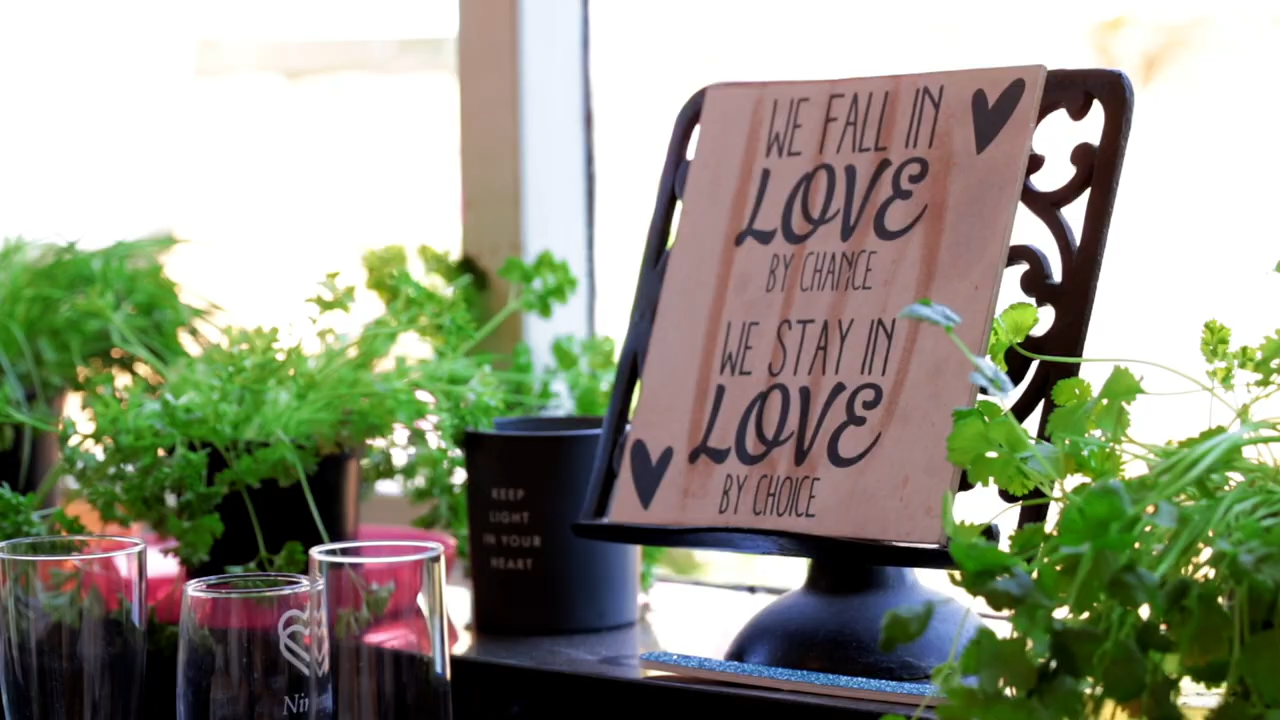 WE FALL IN
LOVE
BY CHANCE
WE STAY IN
LOVE
BY CHOICE
KEEP
LIGHT
IN YOUR
HEART